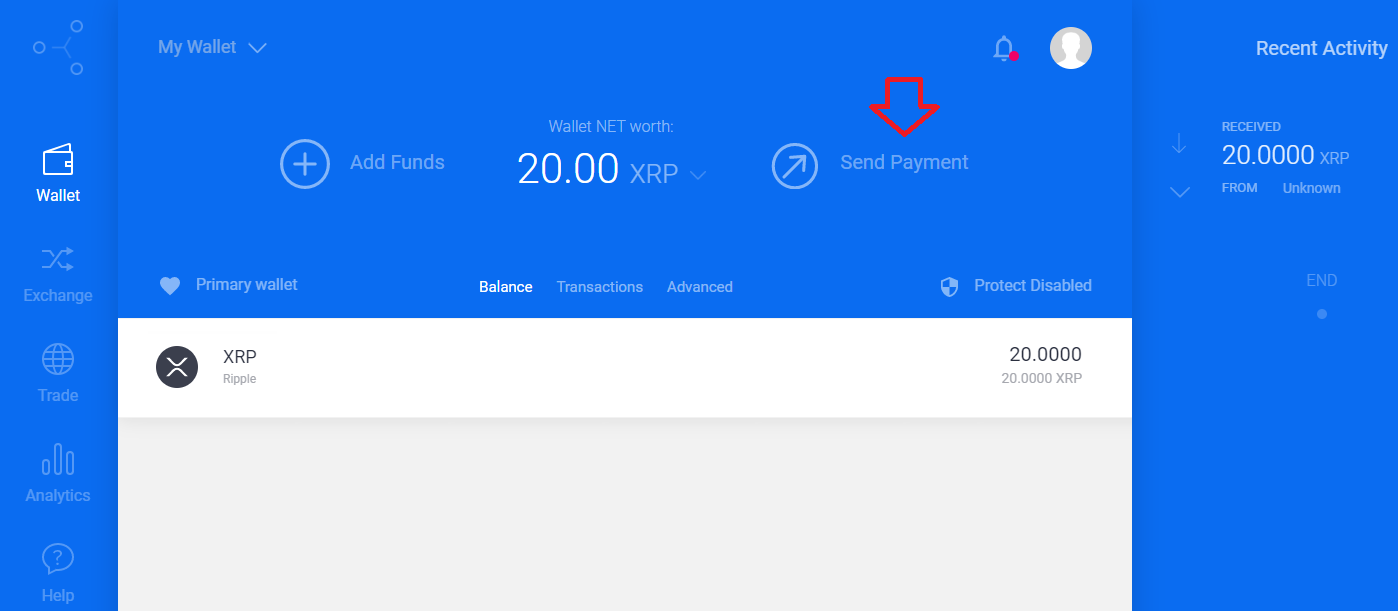 My Wallet
Recent Activity
Wallet NET worth:
Add Funds
20.00 XRP
Send Payment
RECEIVED
20.0000 XRP
FROM Unknown
END
Wallet
Exchange
Trade
Analytics
?
Help
Primary wallet
Balance Transactions Advanced
Protect Disabled
XRP
Ripple
20.0000
20.0000 XRP